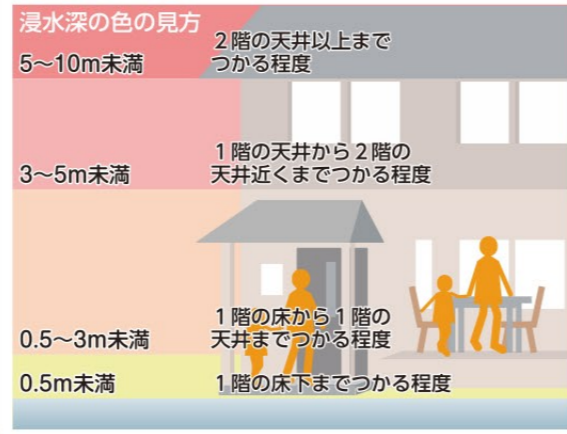 浸水深の色の見方
5～10m未満
2階の天井以上まで
つかる程度
3～5m未満
1階の天井から2階の
天井近くまでつかる程度
0.5～3m未満
1階の床から1階の
天井までつかる程度
0.5m未満
1階の床下までつかる程度